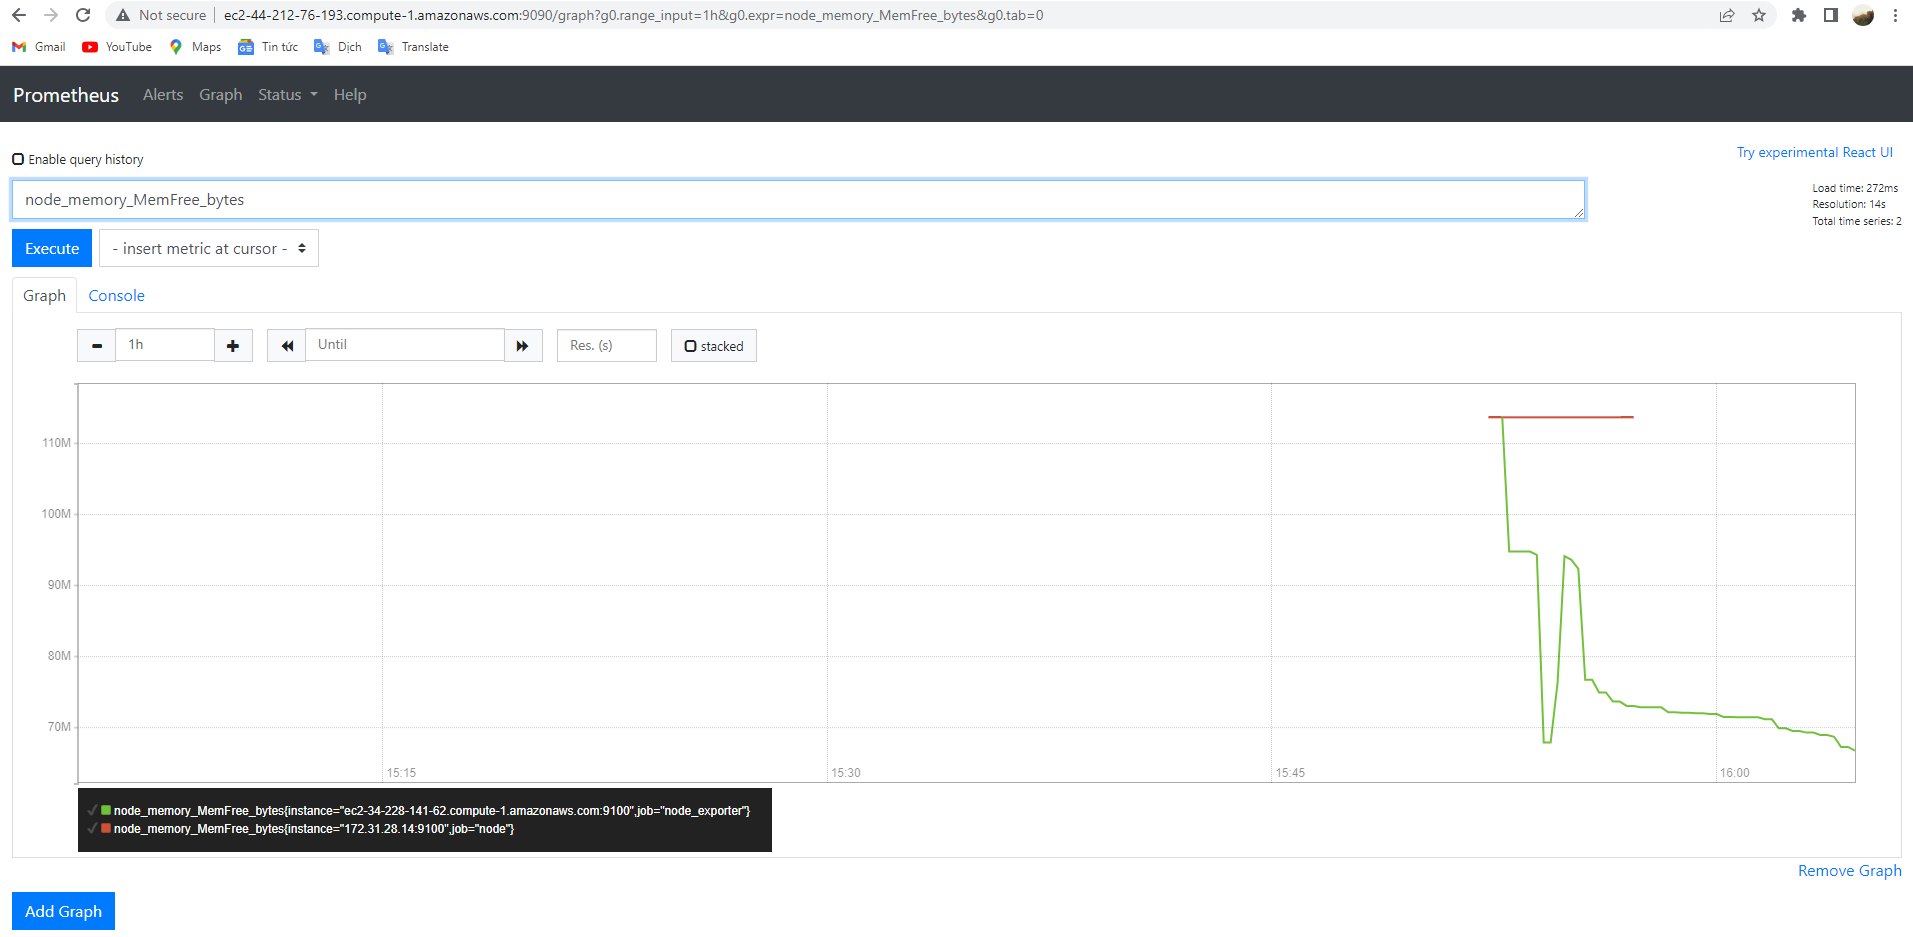 Not secure | ec2-44-212-76-193.compute-1.amazonaws.com:9090/graph?g0.range_input=1h&g0.expr=node_memory_MemFree_bytes&g0.tab=0
Gmail YouTube Maps Tin tức Dịch Translate
Prometheus Alerts Graph Status Help
Enable query history
Try experimental React UI
node_memory_MemFree_bytes
Load time: 272ms
Resolution: 14s
Total time series: 2
Execute - insert metric at cursor -
Graph Console
1h Until Res. (s) stacked
110M
100M
90M
80M
70M
15:15 15:30 15:45 16:00
node_memory_MemFree_bytes{instance="ec2-34-228-141-62.compute-1.amazonaws.com:9100",job="node_exporter"}
node_memory_MemFree_bytes{instance="172.31.28.14:9100",job="node"}
Remove Graph
Add Graph